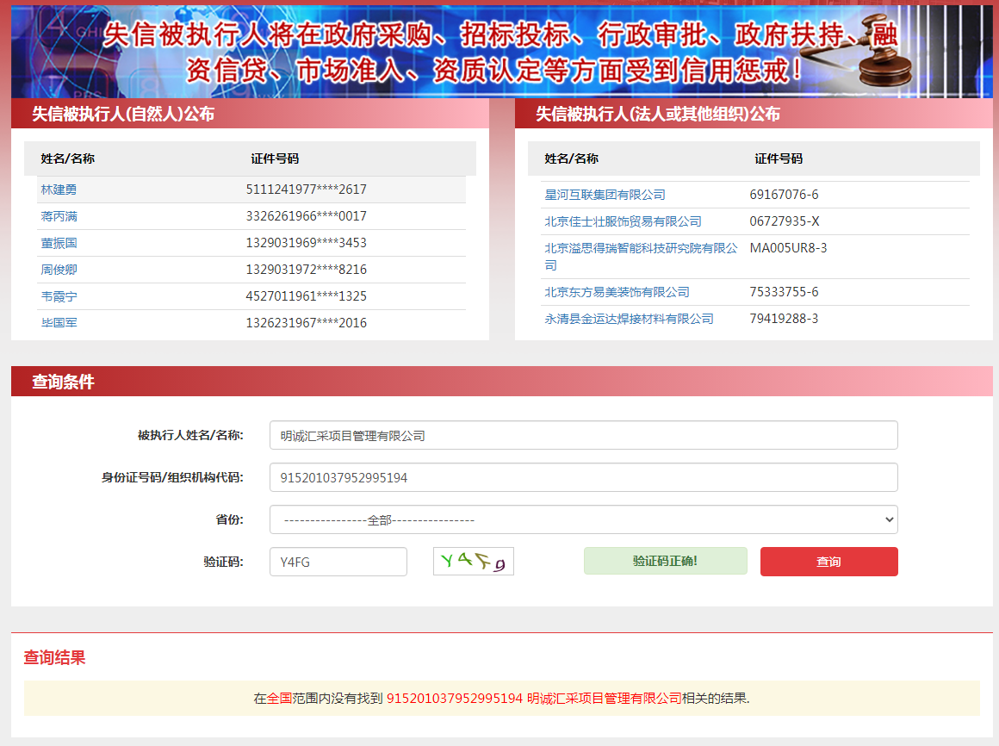 失信被执行人将在政府采购、招标投标、行政审批、政府扶持、融
资信贷、市场准入、资质认定等方面受到信用惩戒！
失信被执行人(自然人)公布
姓名/名称 证件号码
林建勇 5111241977****2617
蒋丙满 3326261966****0017
董振国 1329031969****3453
周俊卿 1329031972****8216
韦霞宁 4527011961****1325
毕国军 1326231967****2016
失信被执行人(法人或其他组织)公布
姓名/名称 证件号码
星河互联集团有限公司 69167076-6
北京佳士壮服饰贸易有限公司 06727935-X
北京溢思得瑞智能科技研究院有限公 MA005UR8-3
司
北京东方易美装饰有限公司 75333755-6
永清县金运达焊接材料有限公司 79419288-3
查询条件
被执行人姓名/名称: 明诚汇采项目管理有限公司
身份证号码/组织机构代码: 915201037952995194
省份: ----------------全部----------------
验证码: Y4FG Y4Fg 验证码正确! 查询
查询结果
在全国范围内没有找到 915201037952995194 明诚汇采项目管理有限公司相关的结果.